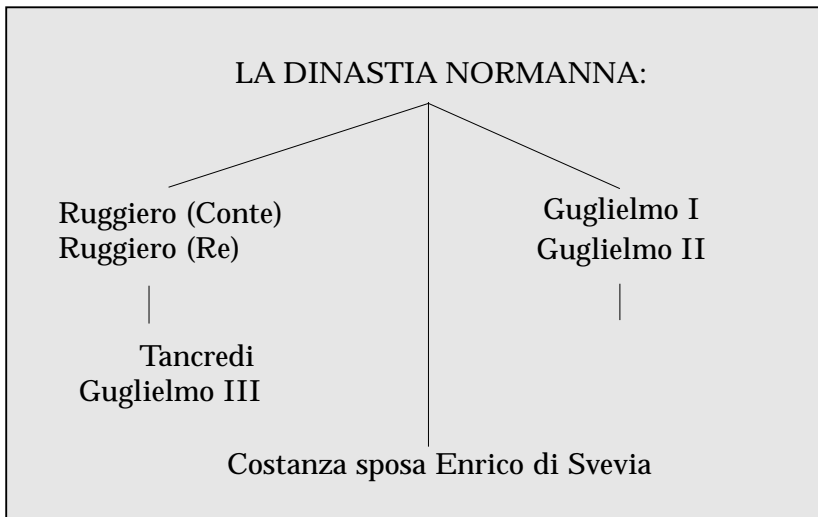 LA DINASTIA NORMANNA:
Ruggiero (Conte)
Ruggiero (Re)
Guglielmo I
Guglielmo II
Tancredi
Guglielmo III
Costanza sposa Enrico di Svevia